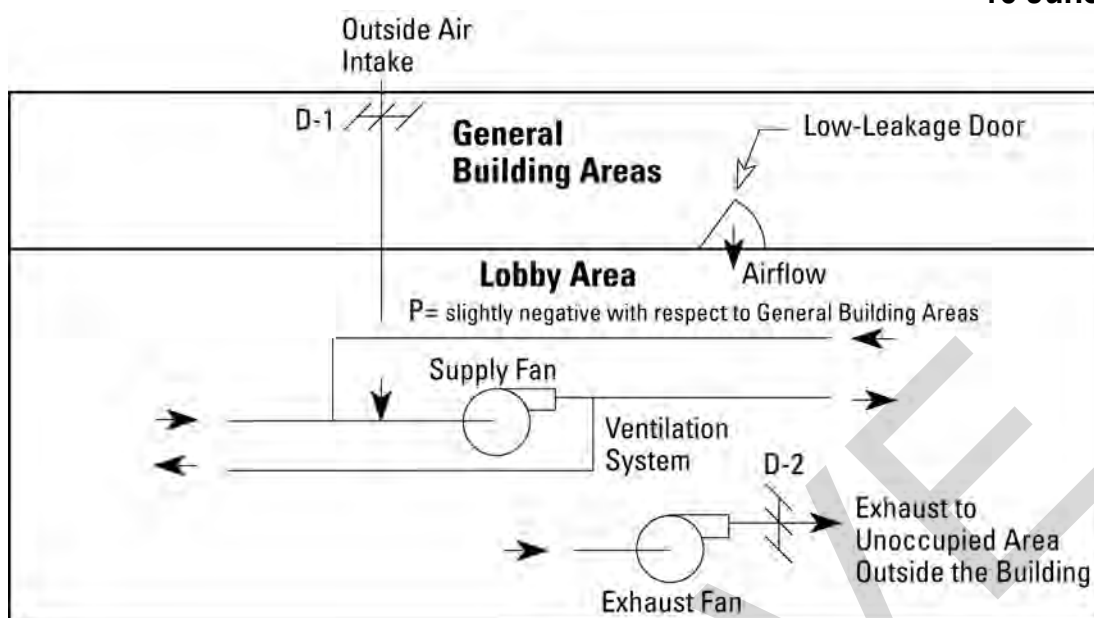 Outside Air
Intake
D-1
General
Building Areas
Low-Leakage Door
Lobby Area
Airflow
P= slightly negative with respect to General Building Areas
Supply Fan
Ventilation
System
D-2
Exhaust to
Unoccupied Area
Outside the Building
Exhaust Fan